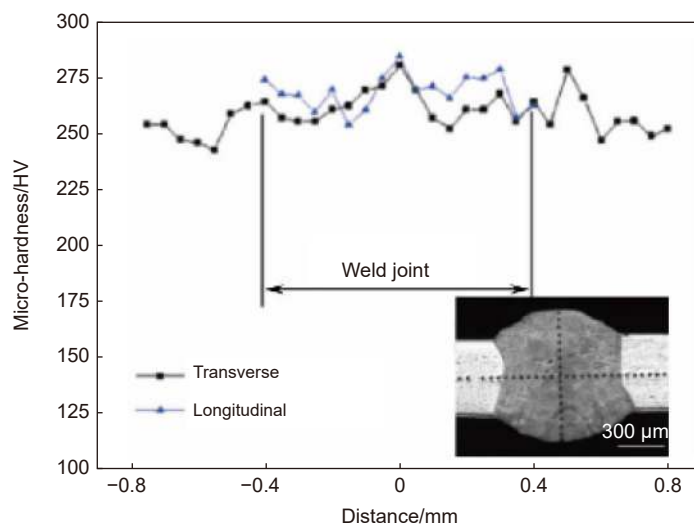 300
275
250
225
200
175
150
125
100
Micro-hardness/HV
Weld joint
Transverse
Longitudinal
300 μm
−0.8
−0.4
0
0.4
0.8
Distance/mm